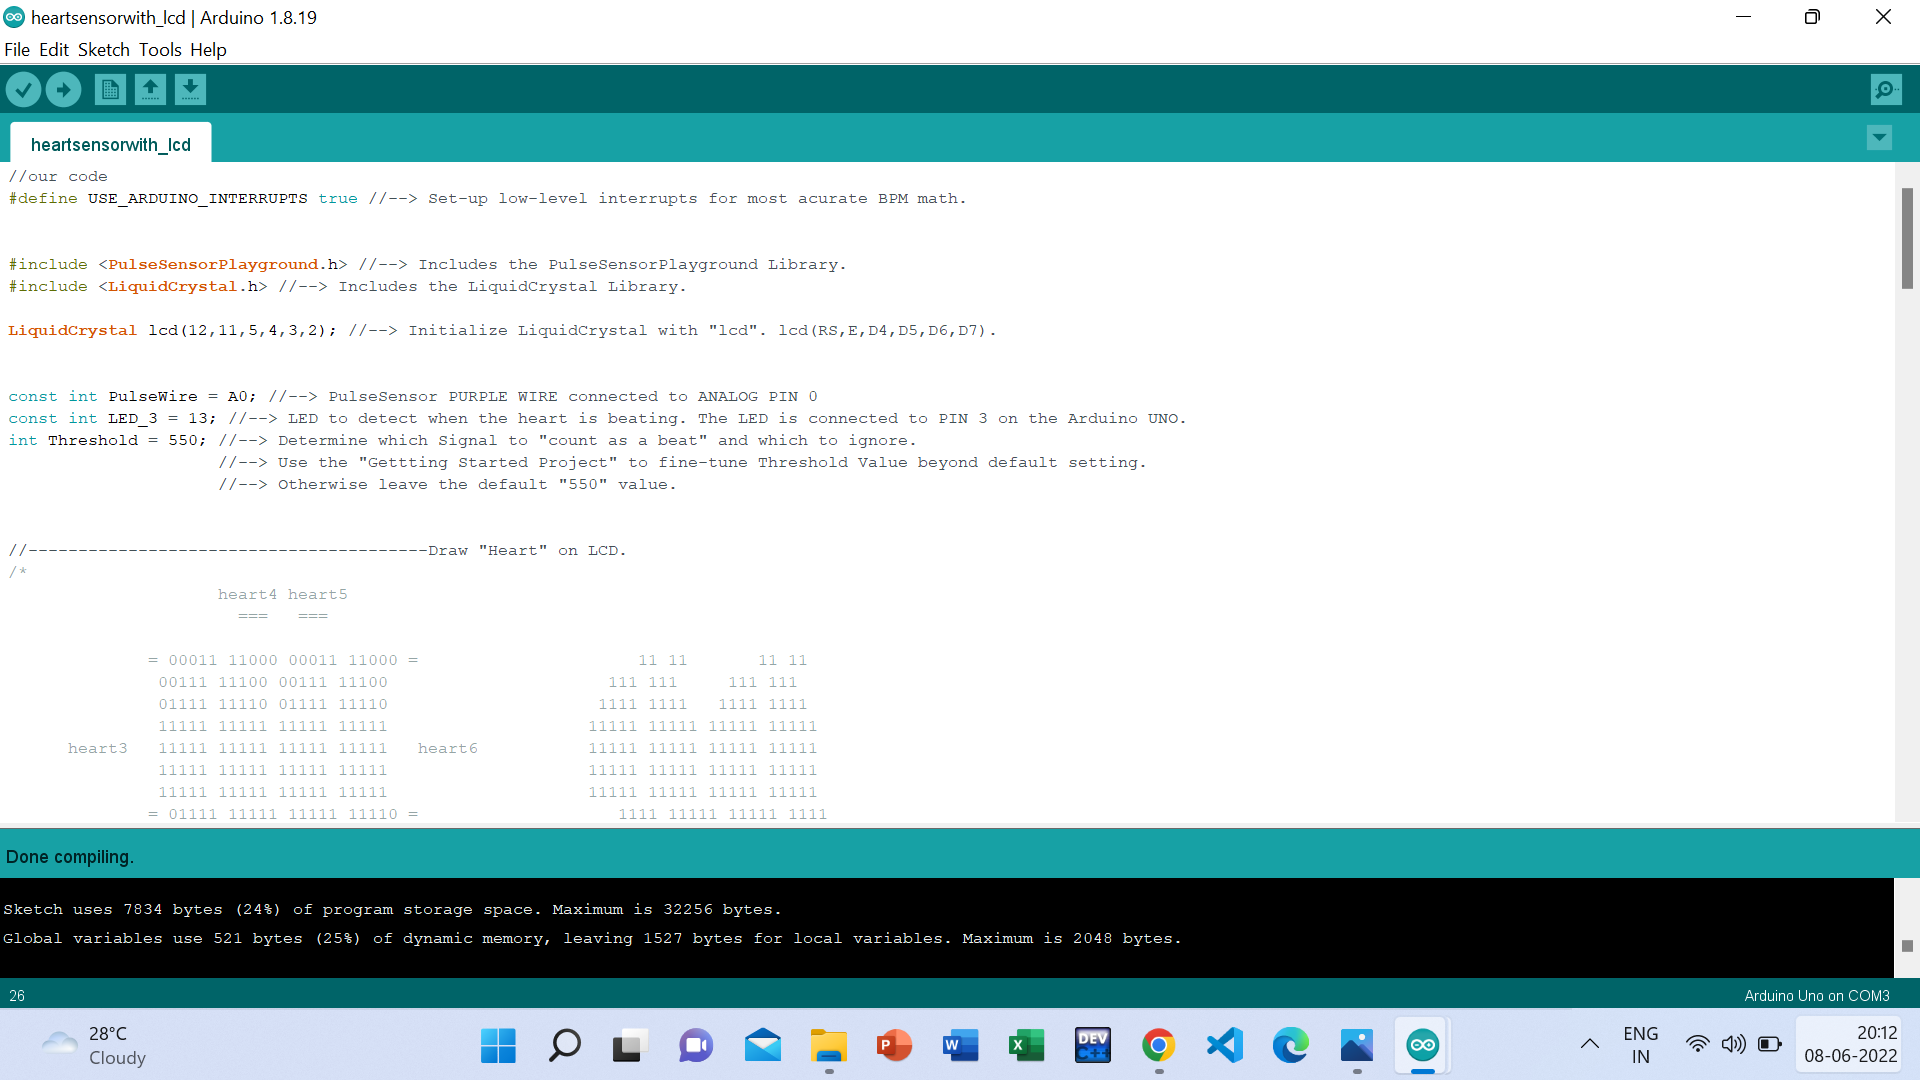 heartsensorwith_lcd | Arduino 1.8.19
File Edit Sketch Tools Help
heartsensorwith_lcd
//our code
#define USE_ARDUINO_INTERRUPTS true //--> Set-up low-level interrupts for most acurate BPM math.
#include <PulseSensorPlayground.h> //--> Includes the PulseSensorPlayground Library.
#include <LiquidCrystal.h> //--> Includes the LiquidCrystal Library.
LiquidCrystal lcd(12,11,5,4,3,2); //--> Initialize LiquidCrystal with "lcd". lcd(RS,E,D4,D5,D6,D7).
const int PulseWire = A0; //--> PulseSensor PURPLE WIRE connected to ANALOG PIN 0
const int LED_3 = 13; //--> LED to detect when the heart is beating. The LED is connected to PIN 3 on the Arduino UNO.
int Threshold = 550; //--> Determine which Signal to "count as a beat" and which to ignore.
//--> Use the "Gettting Started Project" to fine-tune Threshold Value beyond default setting.
//--> Otherwise leave the default "550" value.
//----------------------------------------Draw "Heart" on LCD.
/*
heart4 heart5
=== ===
= 00011 11000 00011 11000 = 11 11 11 11
00111 11100 00111 11100 111 111 111 111
01111 11110 01111 11110 1111 1111 1111 1111
11111 11111 11111 11111 11111 11111 11111 11111
heart3 11111 11111 11111 11111 heart6 11111 11111 11111 11111
11111 11111 11111 11111 11111 11111 11111 11111
11111 11111 11111 11111 11111 11111 11111 11111
= 01111 11111 11111 11110 = 1111 11111 11111 1111
Done compiling.
Sketch uses 7834 bytes (24%) of program storage space. Maximum is 32256 bytes.
Global variables use 521 bytes (25%) of dynamic memory, leaving 1527 bytes for local variables. Maximum is 2048 bytes.
26
Arduino Uno on COM3
28°C
Cloudy
P
W
X
DEV
C++
ENG
IN
20:12
08-06-2022